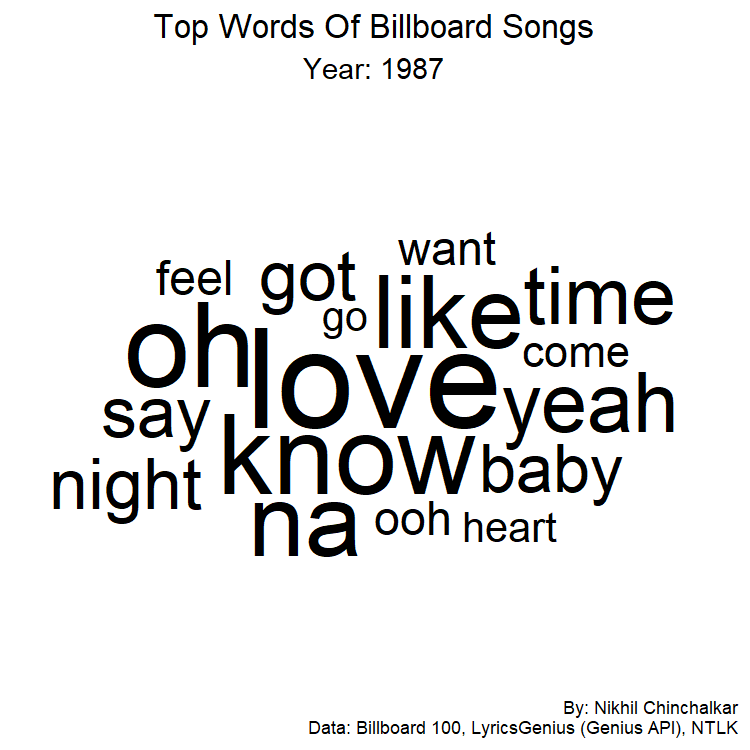 Top Words Of Billboard Songs
Year: 1987
want
feel got
go like time
oh love come
say yeah
know baby
night
na ooh heart
By: Nikhil Chinchalkar
Data: Billboard 100, LyricsGenius (Genius API), NTLK